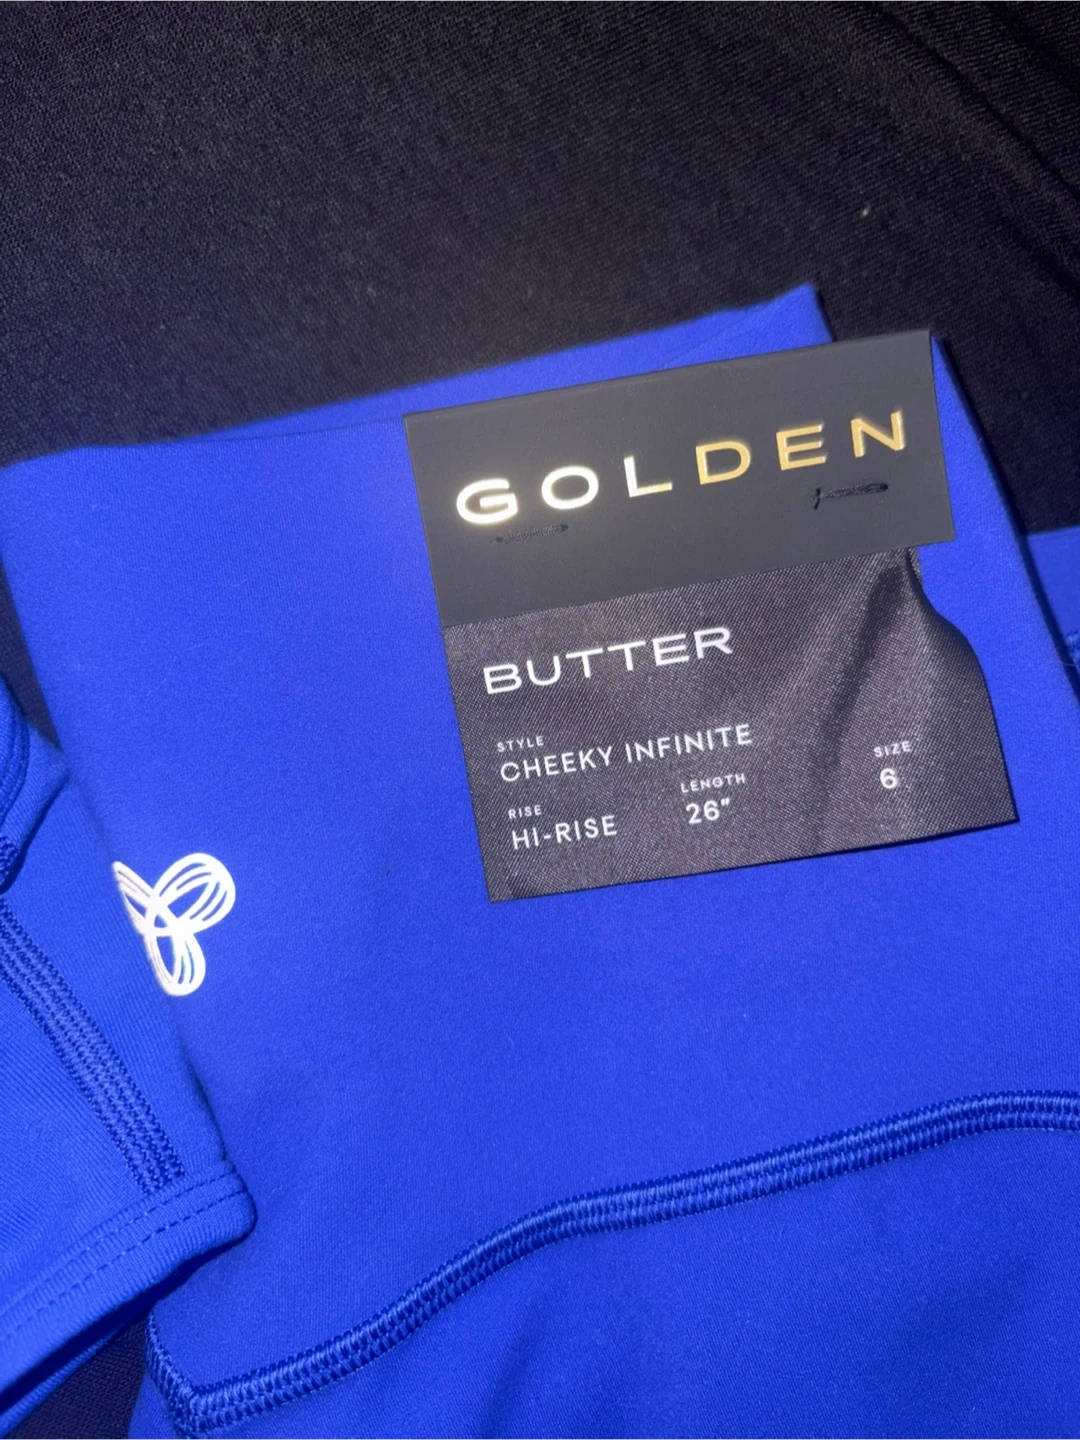 GOLDEN
BUTTER
STYLE
CHEEKY INFINITE
RISE
HI-RISE
LENGTH
26"
SIZE
6